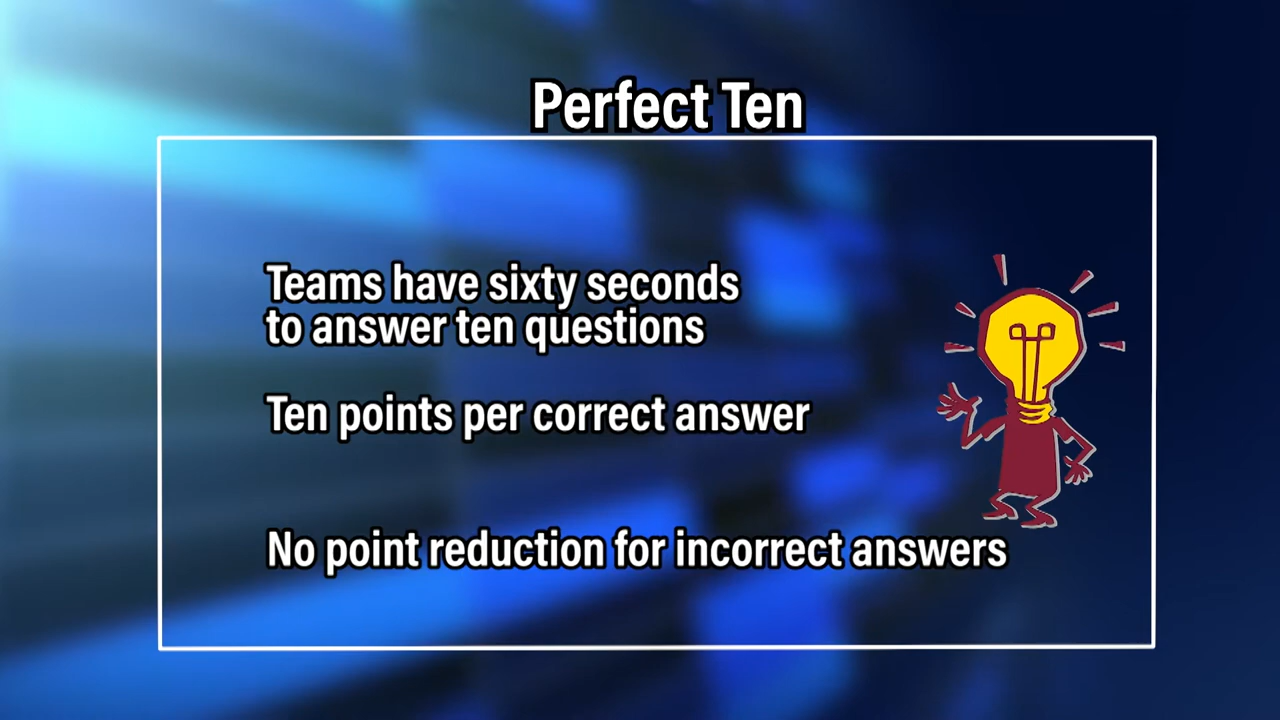 Perfect Ten
Teams have sixty seconds
to answer ten questions
Ten points per correct answer
No point reduction for incorrect answers